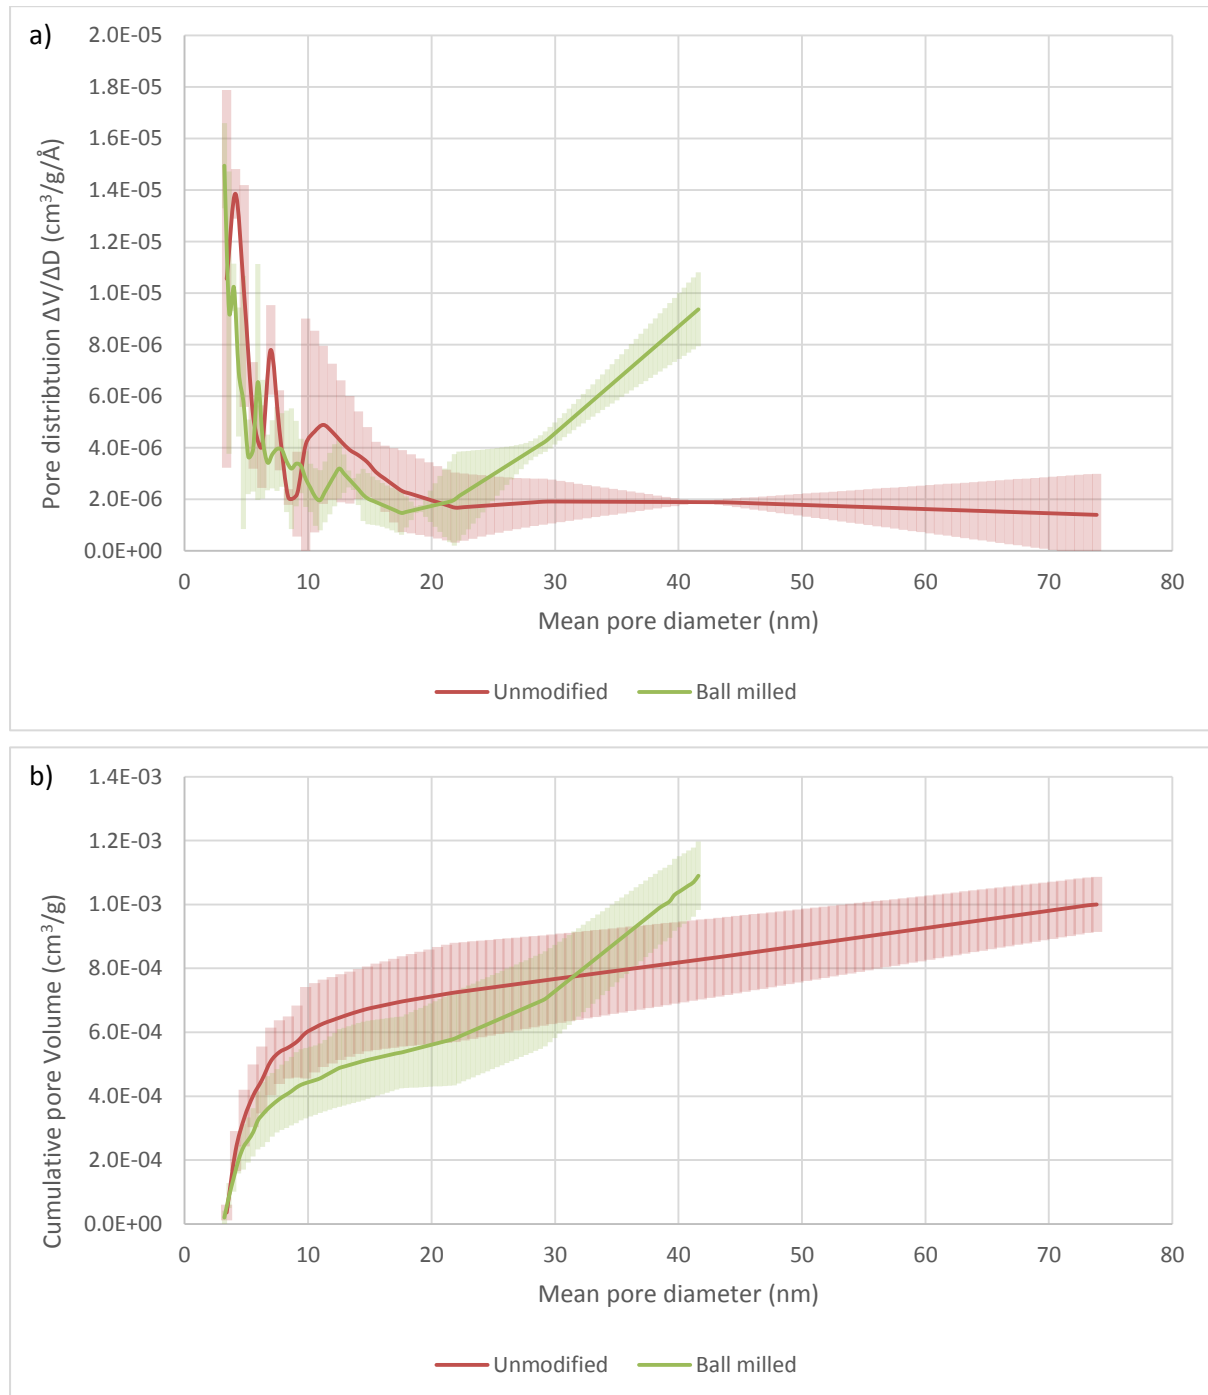 a)
2.0E-05
1.8E-05
1.6E-05
1.4E-05
1.2E-05
1.0E-05
8.0E-06
6.0E-06
4.0E-06
2.0E-06
0.0E+00
Pore distribtuion ΔV/ΔD (cm³/g/Å)
0 10 20 30 40 50 60 70 80
Mean pore diameter (nm)
Unmodified Ball milled
b)
1.4E-03
1.2E-03
1.0E-03
8.0E-04
6.0E-04
4.0E-04
2.0E-04
0.0E+00
Cumulative pore Volume (cm³/g)
0 10 20 30 40 50 60 70 80
Mean pore diameter (nm)
Unmodified Ball milled